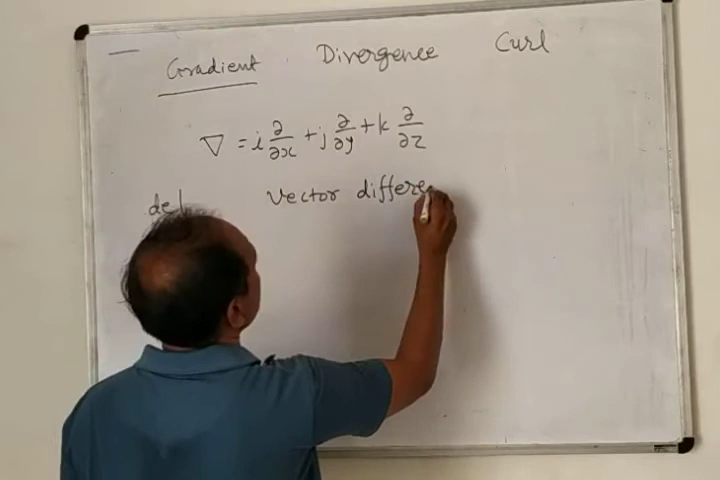 Gradient Divergence Curl
∇ = i ∂/∂x + j ∂/∂y + k ∂/∂z
del Vector differe